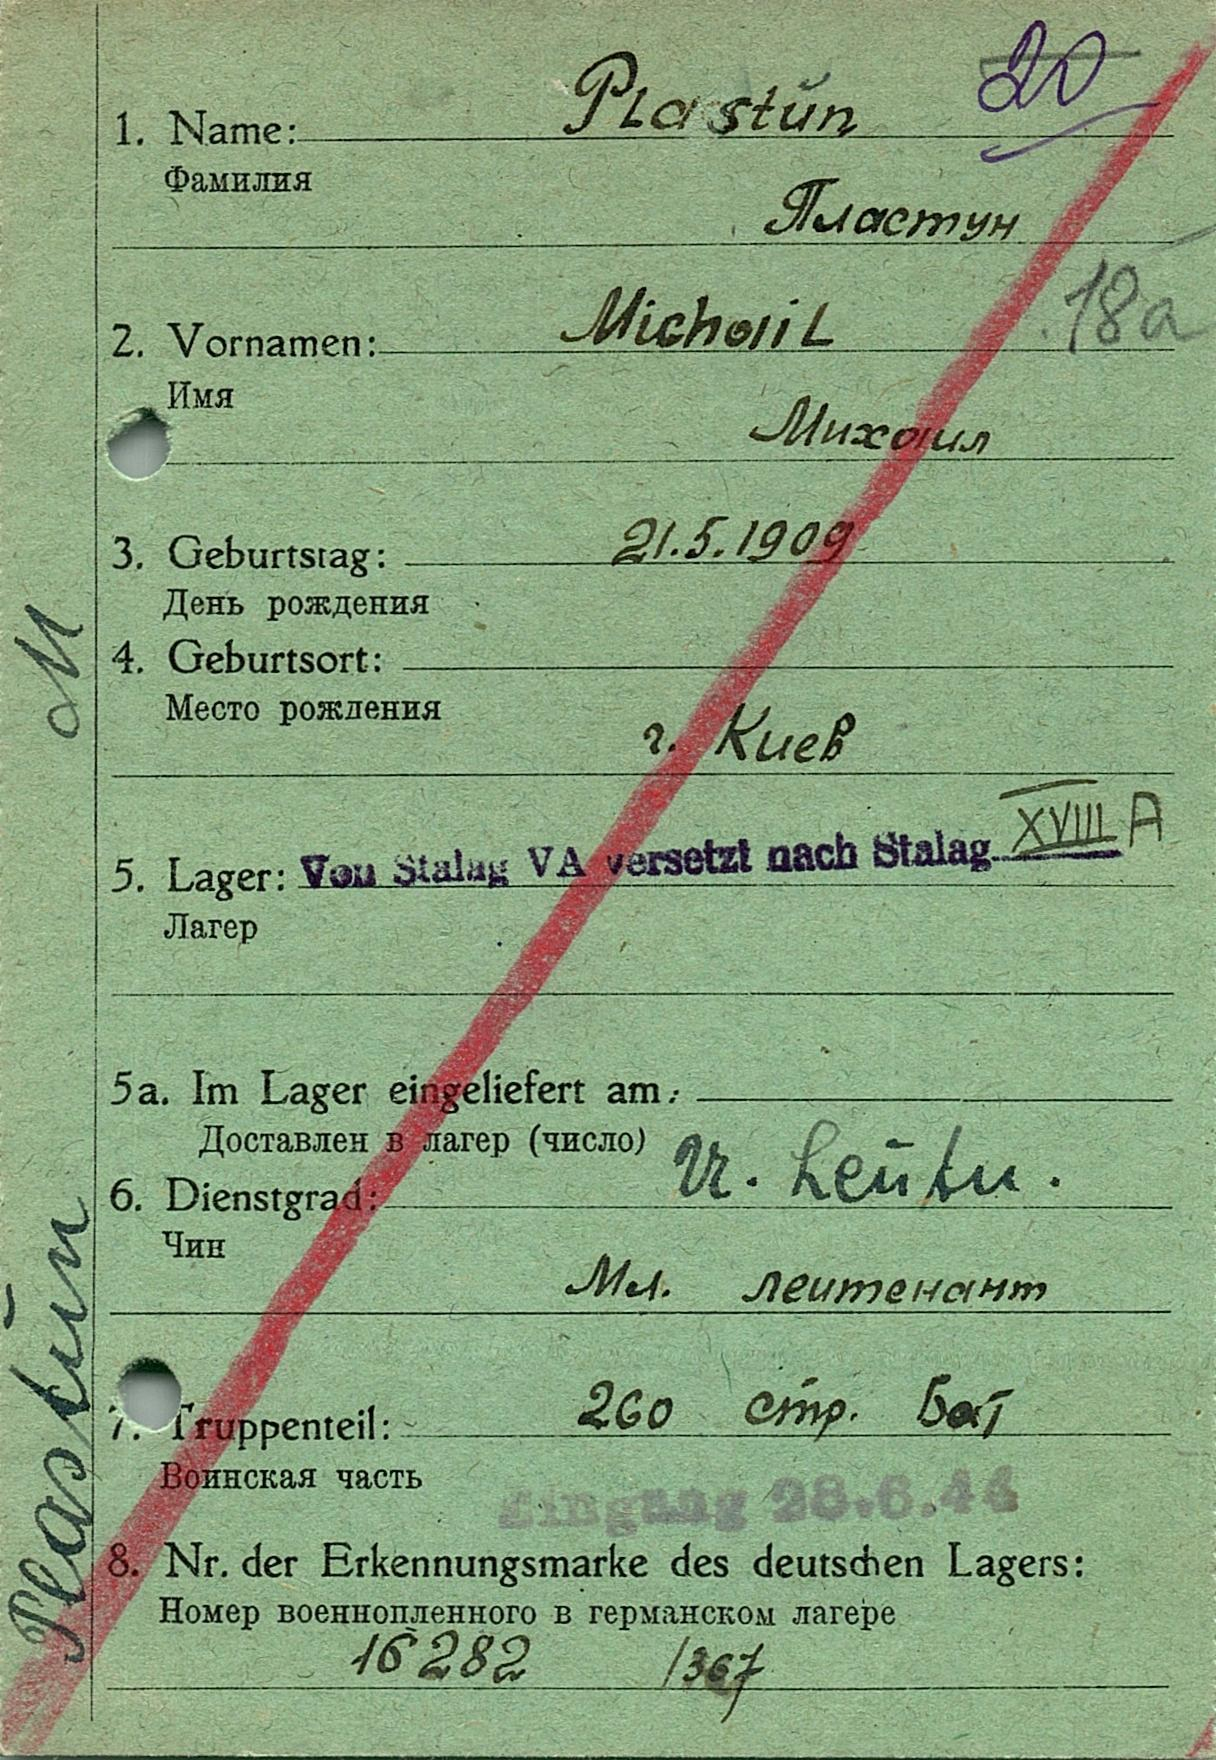 20
1. Name: Plastŭn
Фамилия
Пластун
18a
2. Vornamen: Michail
Имя
Михаил
3. Geburtstag: 21.5.1909
День рождения
4. Geburtsort:
Место рождения
г. Киев
5. Lager: Von Stalag VA versetzt nach Stalag XVIII A
Лагер
5a. Im Lager eingeliefert am:
Доставлен в лагер (число)
6. Dienstgrad: Leŭtn.
Чин
Мл. леитенант
7. Truppenteil: 260 стр. Бат
Воинская часть
Eingang 28.6.44
8. Nr. der Erkennungsmarke des deutschen Lagers:
Номер военнопленного в германском лагере
16282 /367
Plastūn M